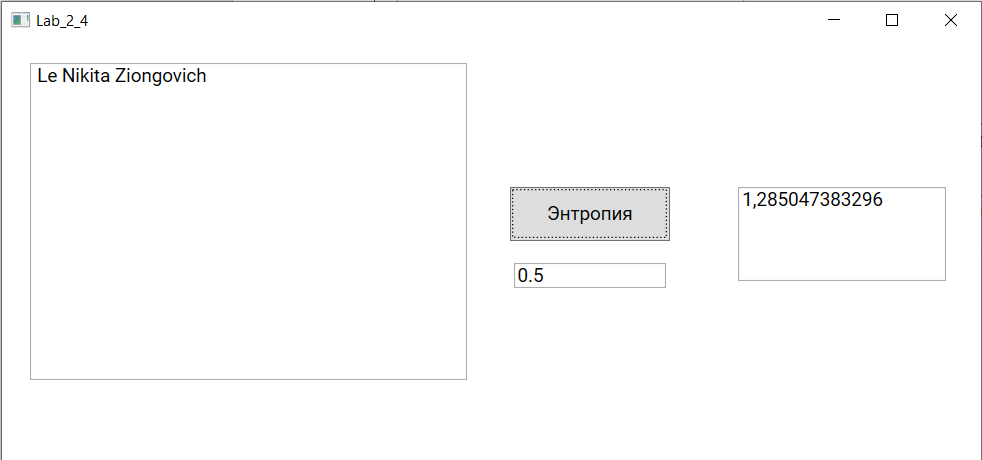 Lab_2_4
Le Nikita Ziongovich
Энтропия
1,285047383296
0.5